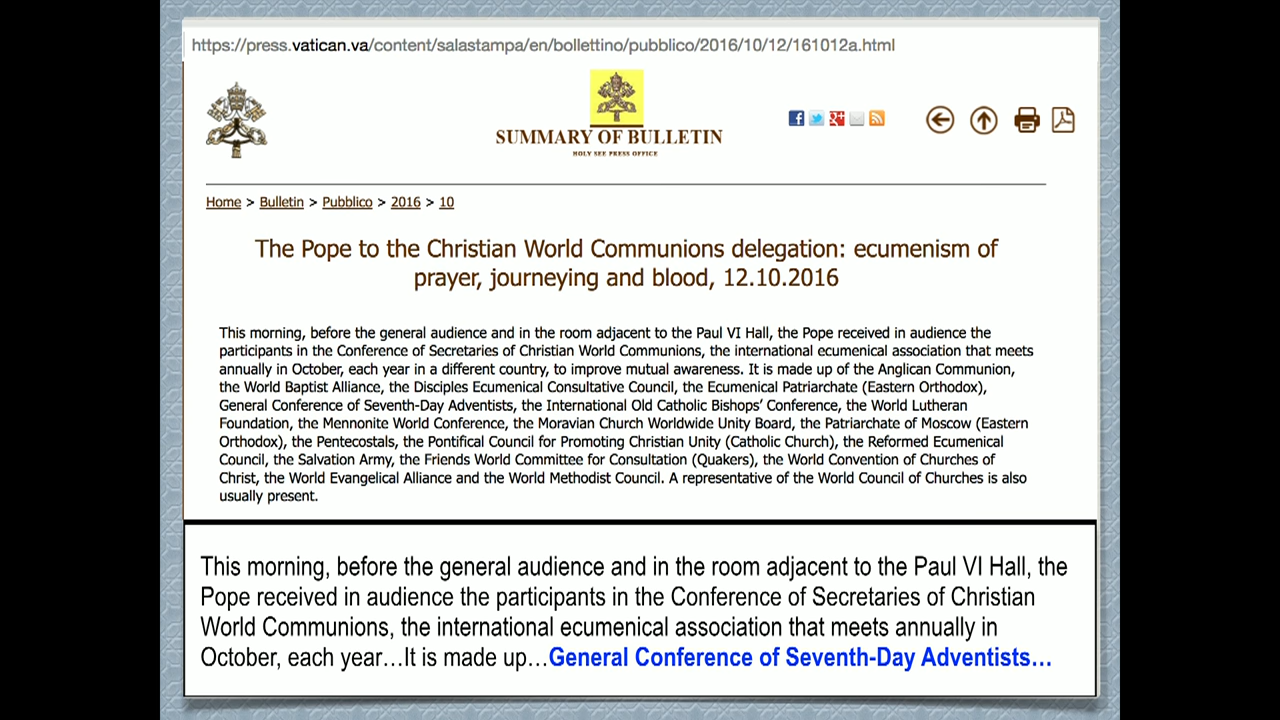 https://press.vatican.va/content/salastampa/en/bollettino/pubblico/2016/10/12/161012a.html
SUMMARY OF BULLETIN
HOLY SEE PRESS OFFICE
Home > Bulletin > Pubblico > 2016 > 10
The Pope to the Christian World Communions delegation: ecumenism of
prayer, journeying and blood, 12.10.2016
This morning, before the general audience and in the room adjacent to the Paul VI Hall, the Pope received in audience the
participants in the Conference of Secretaries of Christian World Communions, the international ecumenical association that meets
annually in October, each year in a different country, to improve mutual awareness. It is made up of the Anglican Communion,
the World Baptist Alliance, the Disciples Ecumenical Consultative Council, the Ecumenical Patriarchate (Eastern Orthodox),
General Conference of Seventh-Day Adventists, the International Old Catholic Bishops’ Conference, the World Lutheran
Foundation, the Mennonite World Conference, the Moravian Church Worldwide Unity Board, the Patriarchate of Moscow (Eastern
Orthodox), the Pentecostals, the Pontifical Council for Promoting Christian Unity (Catholic Church), the Reformed Ecumenical
Council, the Salvation Army, the Friends World Committee for Consultation (Quakers), the World Convention of Churches of
Christ, the World Evangelical Alliance and the World Methodist Council. A representative of the World Council of Churches is also
usually present.
This morning, before the general audience and in the room adjacent to the Paul VI Hall, the
Pope received in audience the participants in the Conference of Secretaries of Christian
World Communions, the international ecumenical association that meets annually in
October, each year…It is made up…General Conference of Seventh-Day Adventists…